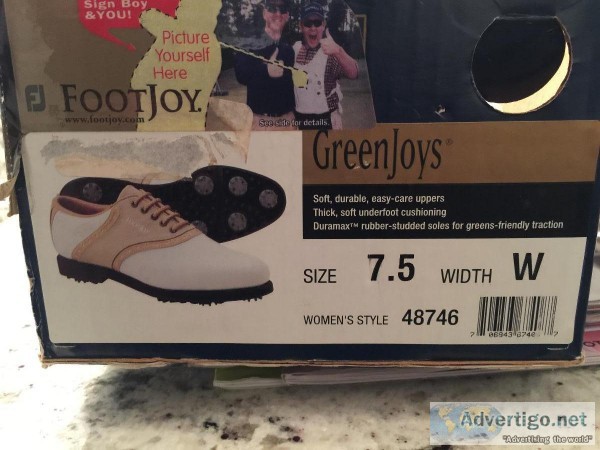 Sign Boy
&YOU!
Picture
Yourself
Here
FJ
FOOTJOY.
www.footjoy.com
See side for details.
GreenJoys®
Soft, durable, easy-care uppers
Thick, soft underfoot cushioning
Duramax™ rubber-studded soles for greens-friendly traction
SIZE 7.5 WIDTH W
WOMEN'S STYLE 48746
Advertigo.net
"Advertising the world"